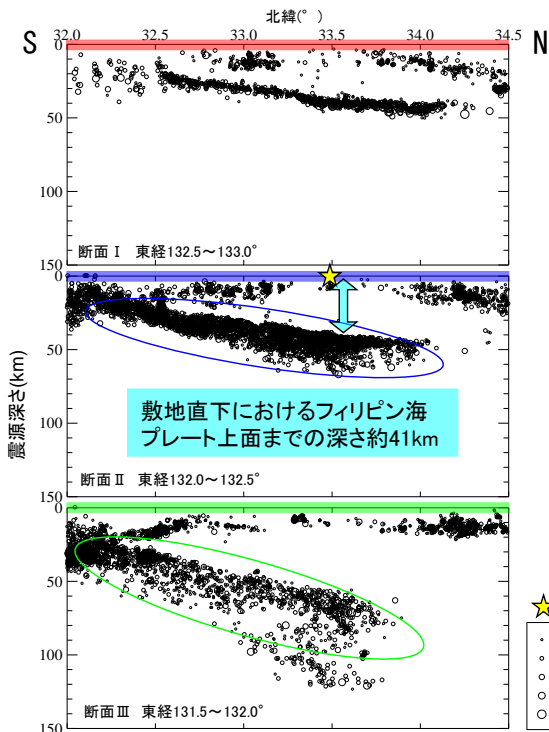 北緯(°)
S 32.0 32.5 33.0 33.5 34.0 34.5 N
0
50
100
150
断面Ⅰ 東経132.5～133.0°
0
50
100
150
敷地直下におけるフィリピン海
プレート上面までの深さ約41km
断面Ⅱ 東経132.0～132.5°
震源深さ(km)
0
50
100
150
断面Ⅲ 東経131.5～132.0°